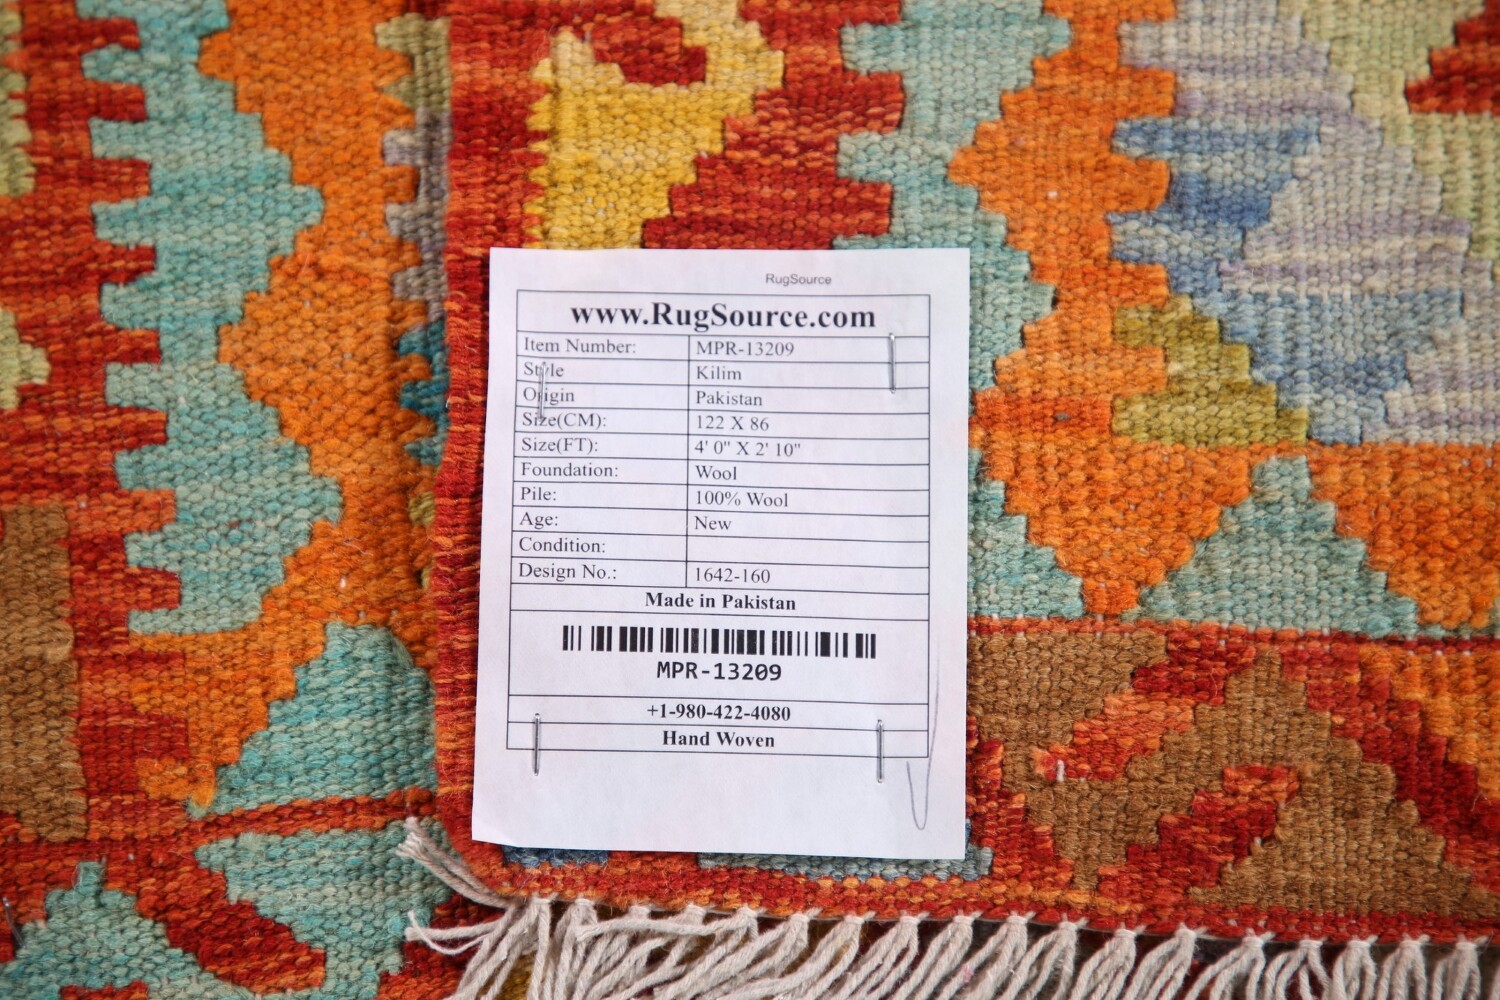 RugSource
www.RugSource.com
Item Number: MPR-13209
Style Kilim
Origin Pakistan
Size(CM): 122 X 86
Size(FT): 4' 0" X 2' 10"
Foundation: Wool
Pile: 100% Wool
Age: New
Condition:
Design No.: 1642-160
Made in Pakistan
MPR-13209
+1-980-422-4080
Hand Woven